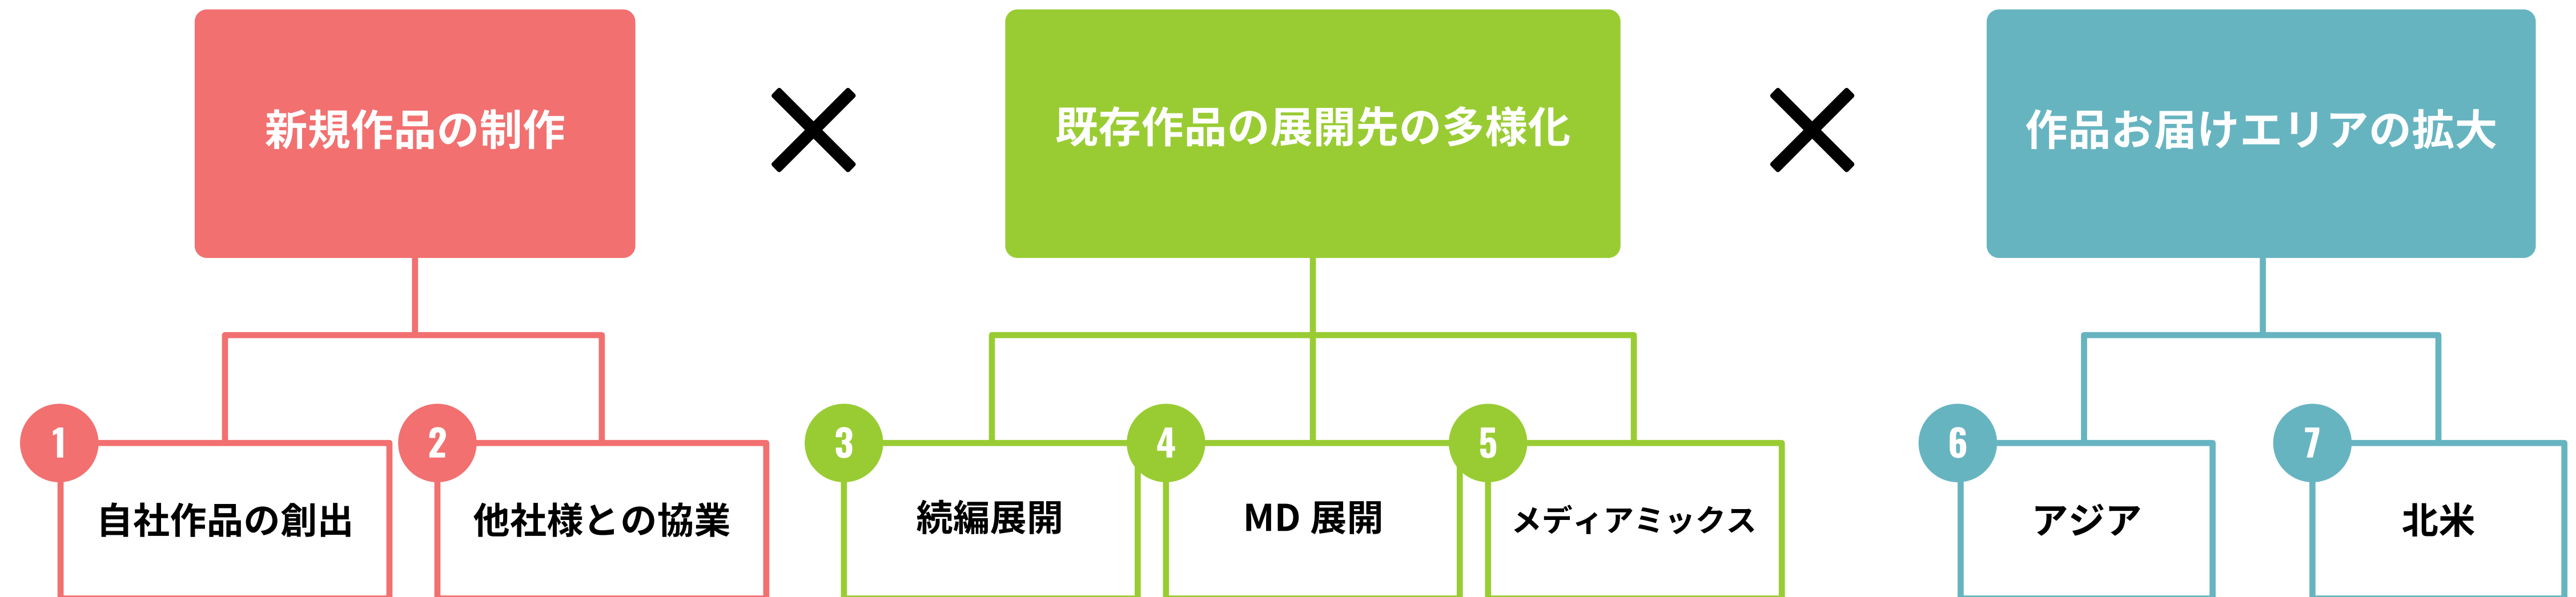 新規作品の制作
既存作品の展開先の多様化
作品お届けエリアの拡大
1
自社作品の創出
2
他社様との協業
3
続編展開
4
MD 展開
5
メディアミックス
6
アジア
7
北米